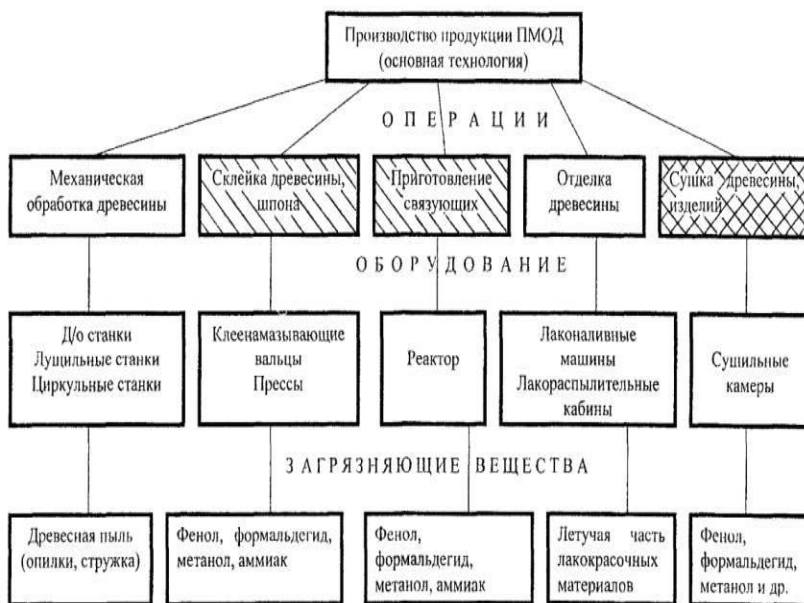 Производство продукции ПМОД
(основная технология)
ОПЕРАЦИИ
Механическая
обработка древесины
Склейка древесины,
шпона
Приготовление
связующих
Отделка
древесины
Сушка древесины,
изделий
ОБОРУДОВАНИЕ
Д/о станки
Лущильные станки
Циркульные станки
Клеенамазывающие
вальцы
Прессы
Реактор
Лаконаливные
машины
Лакораспылительные
кабины
Сушильные
камеры
ЗАГРЯЗНЯЮЩИЕ ВЕЩЕСТВА
Древесная пыль
(опилки, стружка)
Фенол, формальдегид,
метанол, аммиак
Фенол,
формальдегид,
метанол, аммиак
Летучая часть
лакокрасочных
материалов
Фенол,
формальдегид,
метанол и др.